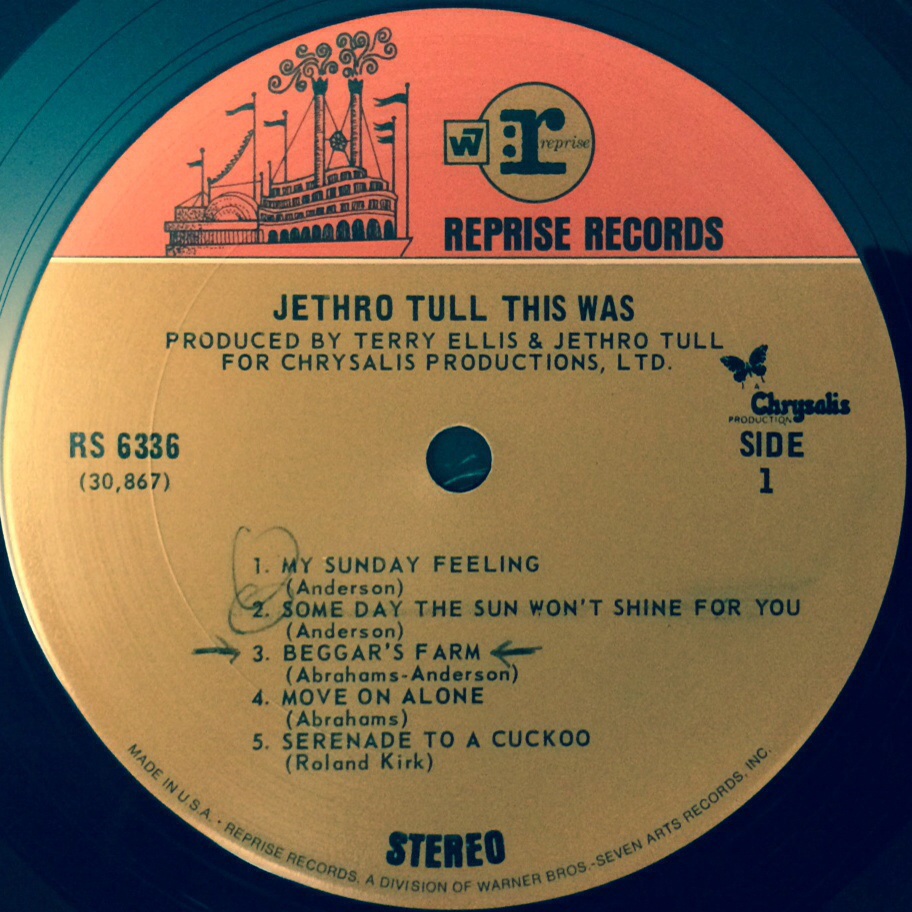 W7
r: reprise
REPRISE RECORDS
JETHRO TULL THIS WAS
PRODUCED BY TERRY ELLIS & JETHRO TULL
FOR CHRYSALIS PRODUCTIONS, LTD.
A
Chrysalis
PRODUCTION
RS 6336
(30,867)
SIDE
1
1. MY SUNDAY FEELING
(Anderson)
2. SOME DAY THE SUN WON'T SHINE FOR YOU
(Anderson)
3. BEGGAR'S FARM
(Abrahams-Anderson)
4. MOVE ON ALONE
(Abrahams)
5. SERENADE TO A CUCKOO
(Roland Kirk)
STEREO
MADE IN U.S.A. • REPRISE RECORDS, A DIVISION OF WARNER BROS.-SEVEN ARTS RECORDS, INC.